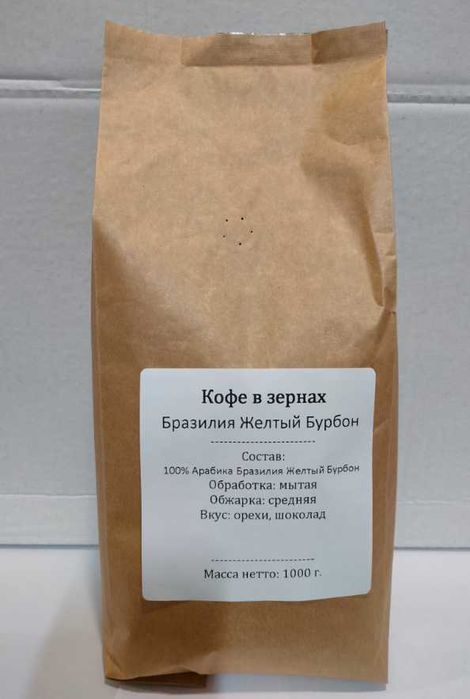 Кофе в зернах
Бразилия Желтый Бурбон
------------------------
Состав:
100% Арабика Бразилия Желтый Бурбон
Обработка: мытая
Обжарка: средняя
Вкус: орехи, шоколад
------------------------
Масса нетто: 1000 г.